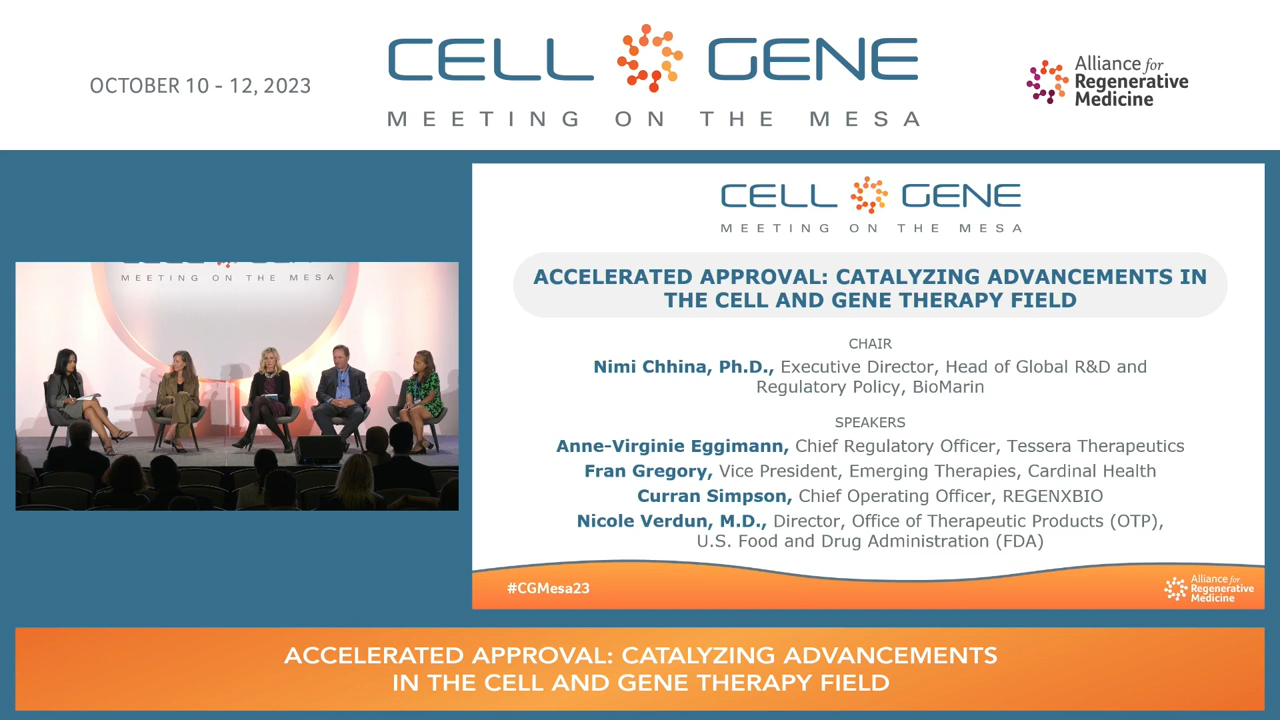 OCTOBER 10 - 12, 2023
CELL GENE
MEETING ON THE MESA
Alliance for
Regenerative
Medicine
MEETING ON THE MESA
CELL GENE
MEETING ON THE MESA
ACCELERATED APPROVAL: CATALYZING ADVANCEMENTS IN
THE CELL AND GENE THERAPY FIELD
CHAIR
Nimi Chhina, Ph.D., Executive Director, Head of Global R&D and
Regulatory Policy, BioMarin
SPEAKERS
Anne-Virginie Eggimann, Chief Regulatory Officer, Tessera Therapeutics
Fran Gregory, Vice President, Emerging Therapies, Cardinal Health
Curran Simpson, Chief Operating Officer, REGENXBIO
Nicole Verdun, M.D., Director, Office of Therapeutic Products (OTP),
U.S. Food and Drug Administration (FDA)
#CGMesa23
Alliance for
Regenerative
Medicine
ACCELERATED APPROVAL: CATALYZING ADVANCEMENTS
IN THE CELL AND GENE THERAPY FIELD